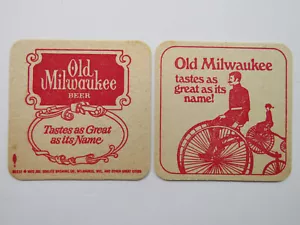 Old
Milwaukee
BEER
Tastes as Great
as its Name
Old Milwaukee
tastes as
great as its
name!